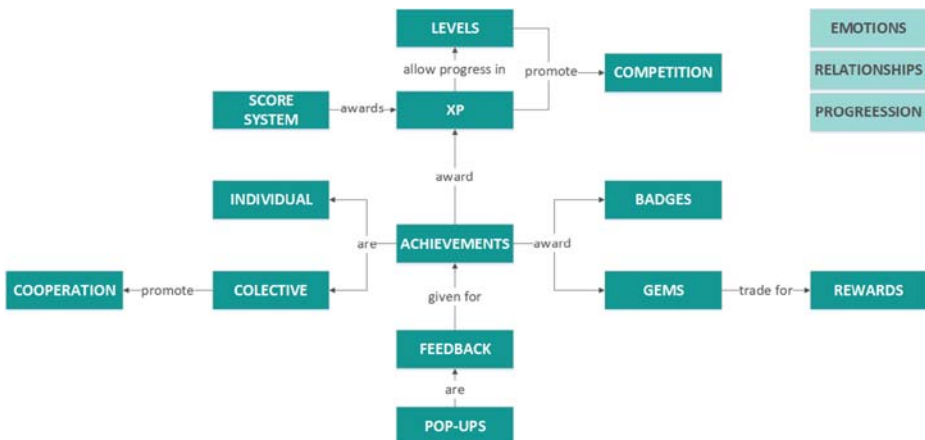 LEVELS
EMOTIONS
allow progress in
promote
COMPETITION
RELATIONSHIPS
SCORE
SYSTEM
awards
XP
PROGREESSION
award
INDIVIDUAL
BADGES
are
ACHIEVEMENTS
award
COOPERATION
promote
COLECTIVE
given for
GEMS
trade for
REWARDS
FEEDBACK
are
POP-UPS